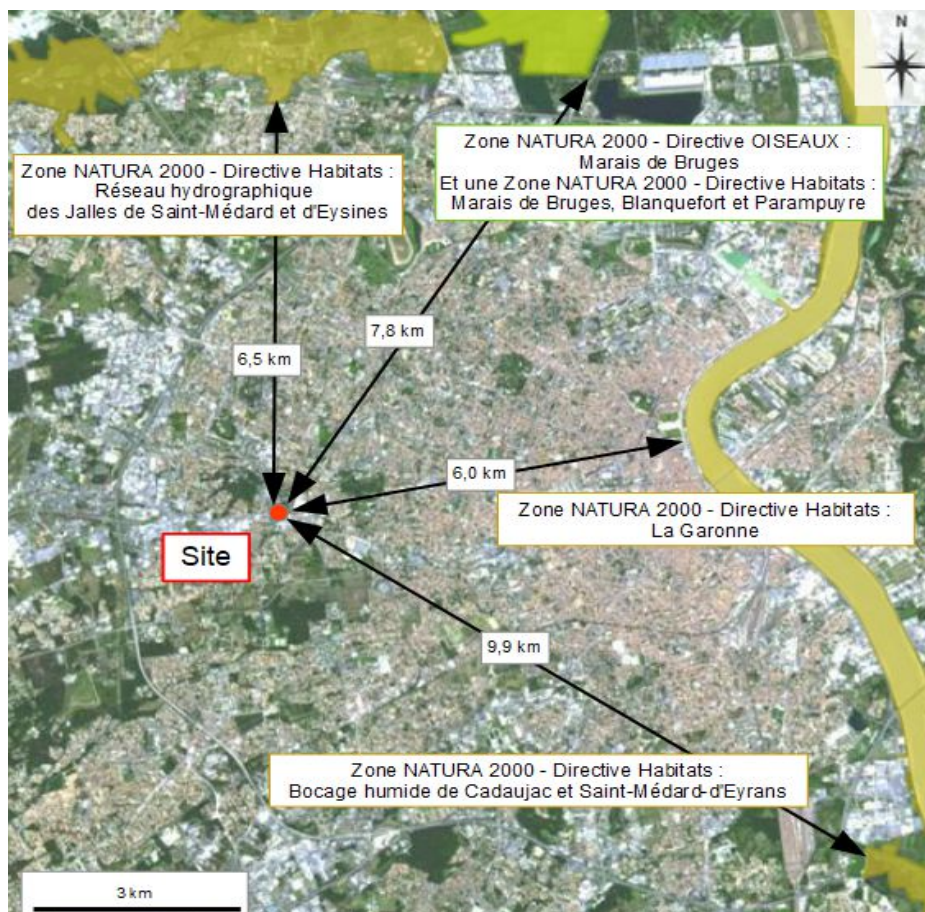 N
Zone NATURA 2000 - Directive Habitats :
Réseau hydrographique
des Jalles de Saint-Médard et d'Eysines
Zone NATURA 2000 - Directive OISEAUX :
Marais de Bruges
Et une Zone NATURA 2000 - Directive Habitats :
Marais de Bruges, Blanquefort et Parampuyre
7,8 km
6,5 km
6,0 km
Zone NATURA 2000 - Directive Habitats :
La Garonne
Site
9,9 km
Zone NATURA 2000 - Directive Habitats :
Bocage humide de Cadaujac et Saint-Médard-d'Eyrans
3 km